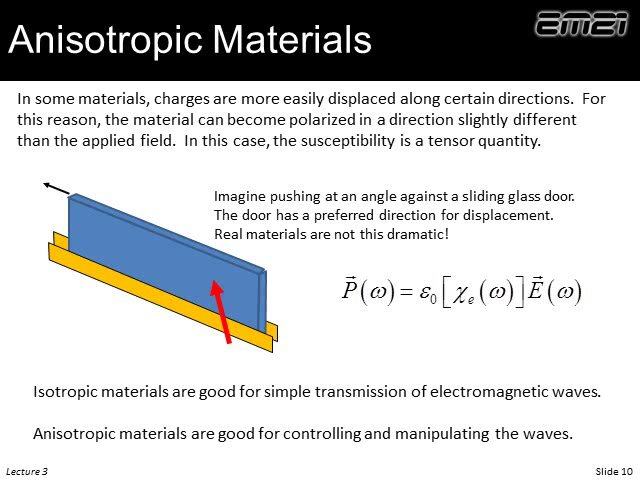 Anisotropic Materials
EM21
In some materials, charges are more easily displaced along certain directions.  For
this reason, the material can become polarized in a direction slightly different
than the applied field.  In this case, the susceptibility is a tensor quantity.
Imagine pushing at an angle against a sliding glass door.
The door has a preferred direction for displacement.
Real materials are not this dramatic!
P⃗(ω) = ε₀[χₑ(ω)]E⃗(ω)
Isotropic materials are good for simple transmission of electromagnetic waves.
Anisotropic materials are good for controlling and manipulating the waves.
Lecture 3
Slide 10